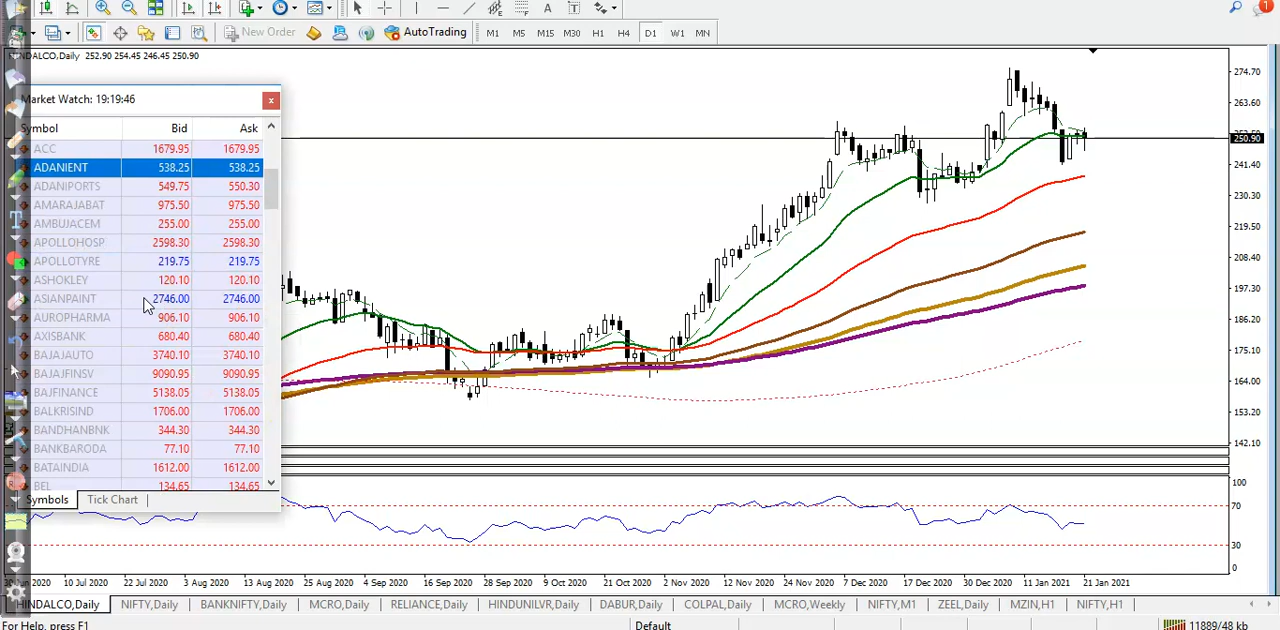 New Order AutoTrading M1 M5 M15 M30 H1 H4 D1 W1 MN
1
HINDALCO,Daily 252.90 254.45 246.45 250.90
Market Watch: 19:19:46
Symbol Bid Ask
ACC 1679.95 1679.95
ADANIENT 538.25 538.25
ADANIPORTS 549.75 550.30
AMARAJABAT 975.50 975.50
AMBUJACEM 255.00 255.00
APOLLOHOSP 2598.30 2598.30
APOLLOTYRE 219.75 219.75
ASHOKLEY 120.10 120.10
ASIANPAINT 2746.00 2746.00
AUROPHARMA 906.10 906.10
AXISBANK 680.40 680.40
BAJAJAUTO 3740.10 3740.10
BAJAJFINSV 9090.95 9090.95
BAJFINANCE 5138.05 5138.05
BALKRISIND 1706.00 1706.00
BANDHANBNK 344.30 344.30
BANKBARODA 77.10 77.10
BATAINDIA 1612.00 1612.00
BEL 134.65 134.65
Symbols Tick Chart
274.70
263.60
250.90
241.40
230.30
219.50
208.40
197.30
186.20
175.10
164.00
153.20
142.10
100
70
30
0
30 Jun 2020 10 Jul 2020 22 Jul 2020 3 Aug 2020 13 Aug 2020 25 Aug 2020 4 Sep 2020 16 Sep 2020 28 Sep 2020 9 Oct 2020 21 Oct 2020 2 Nov 2020 12 Nov 2020 24 Nov 2020 7 Dec 2020 17 Dec 2020 30 Dec 2020 11 Jan 2021 21 Jan 2021
HINDALCO,Daily NIFTY,Daily BANKNIFTY,Daily MCRO,Daily RELIANCE,Daily HINDUNILVR,Daily DABUR,Daily COLPAL,Daily MCRO,Weekly NIFTY,M1 ZEEL,Daily MZIN,H1 NIFTY,H1
For Help, press F1 Default 11889/48 kb